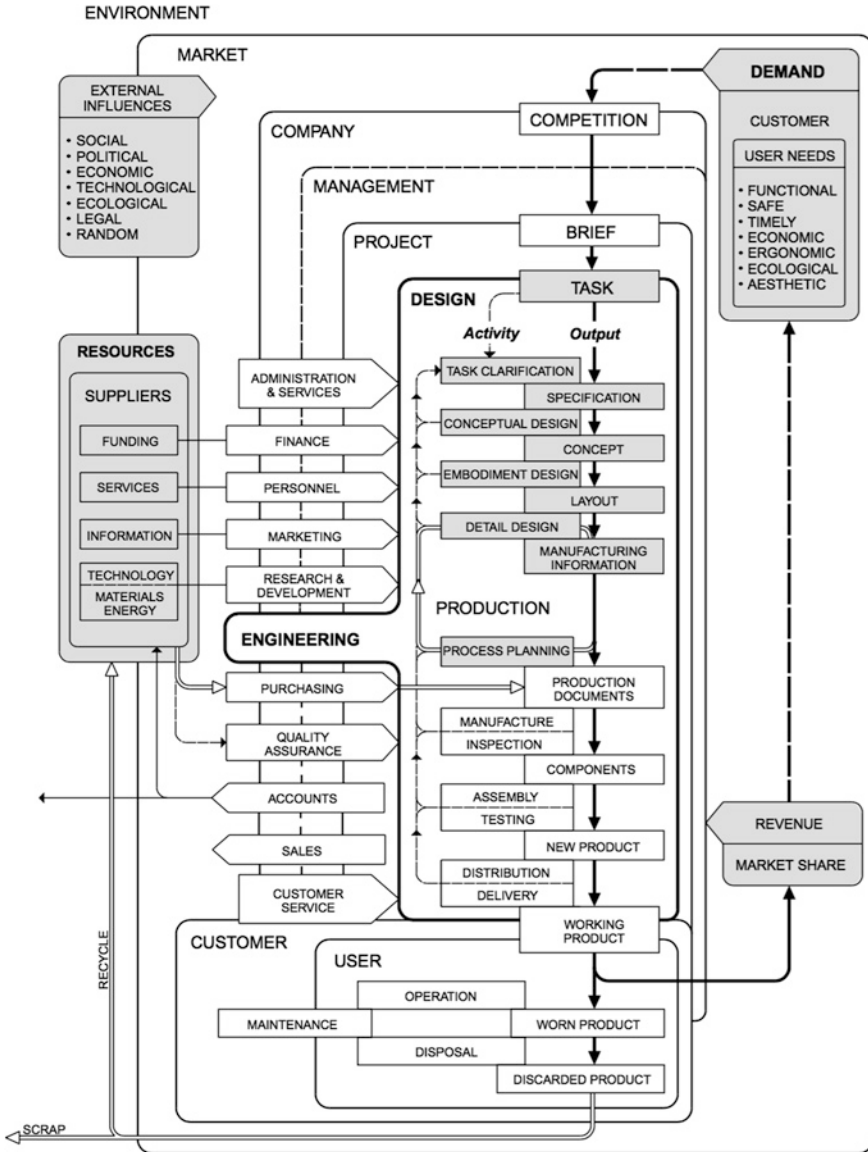 ENVIRONMENT
MARKET
EXTERNAL
INFLUENCES
• SOCIAL
• POLITICAL
• ECONOMIC
• TECHNOLOGICAL
• ECOLOGICAL
• LEGAL
• RANDOM
DEMAND
CUSTOMER
USER NEEDS
• FUNCTIONAL
• SAFE
• TIMELY
• ECONOMIC
• ERGONOMIC
• ECOLOGICAL
• AESTHETIC
COMPANY
COMPETITION
MANAGEMENT
PROJECT
BRIEF
DESIGN
TASK
Activity
Output
RESOURCES
SUPPLIERS
FUNDING
SERVICES
INFORMATION
TECHNOLOGY
MATERIALS
ENERGY
ADMINISTRATION
& SERVICES
FINANCE
PERSONNEL
MARKETING
RESEARCH &
DEVELOPMENT
ENGINEERING
PURCHASING
QUALITY
ASSURANCE
ACCOUNTS
SALES
CUSTOMER
SERVICE
TASK CLARIFICATION
SPECIFICATION
CONCEPTUAL DESIGN
CONCEPT
EMBODIMENT DESIGN
LAYOUT
DETAIL DESIGN
MANUFACTURING
INFORMATION
PRODUCTION
PROCESS PLANNING
PRODUCTION
DOCUMENTS
MANUFACTURE
INSPECTION
COMPONENTS
ASSEMBLY
TESTING
NEW PRODUCT
DISTRIBUTION
DELIVERY
WORKING
PRODUCT
REVENUE
MARKET SHARE
CUSTOMER
USER
OPERATION
MAINTENANCE
WORN PRODUCT
DISPOSAL
DISCARDED PRODUCT
RECYCLE
SCRAP